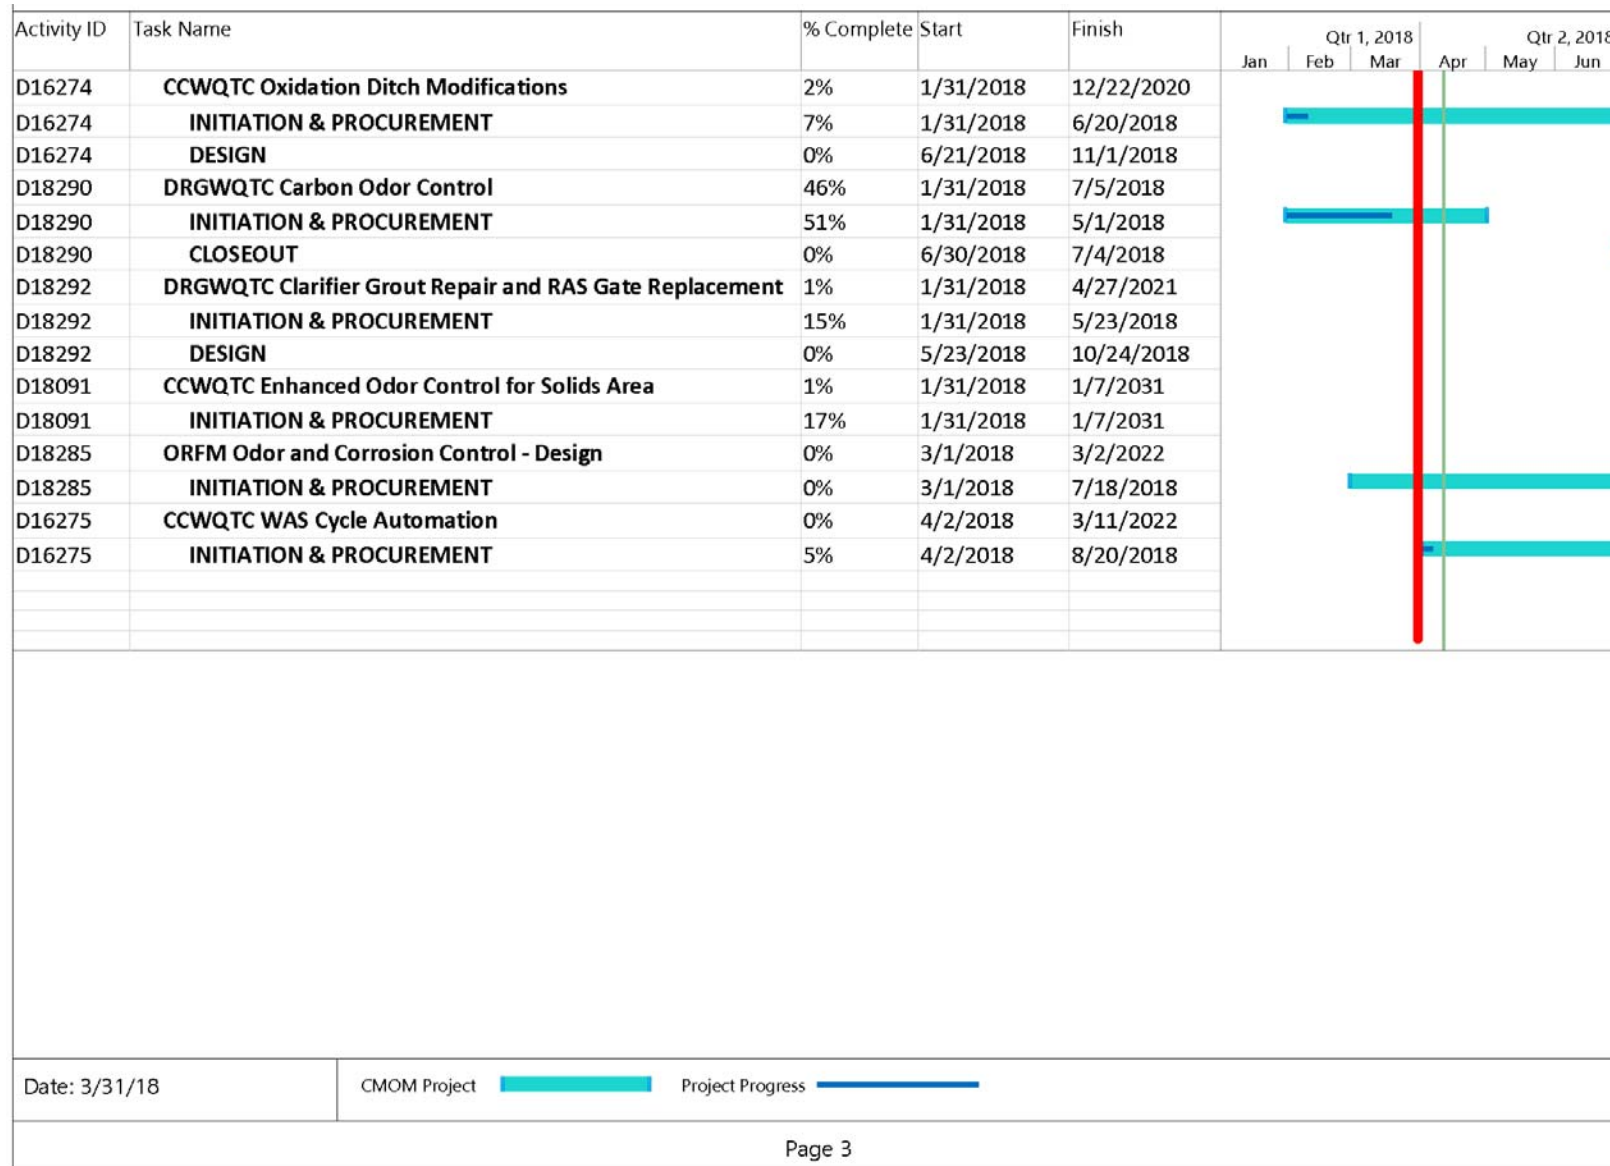 Activity ID Task Name % Complete Start Finish
Qtr 1, 2018 Qtr 2, 2018
Jan Feb Mar Apr May Jun
D16274 CCWQTC Oxidation Ditch Modifications 2% 1/31/2018 12/22/2020
D16274 INITIATION & PROCUREMENT 7% 1/31/2018 6/20/2018
D16274 DESIGN 0% 6/21/2018 11/1/2018
D18290 DRGWQTC Carbon Odor Control 46% 1/31/2018 7/5/2018
D18290 INITIATION & PROCUREMENT 51% 1/31/2018 5/1/2018
D18290 CLOSEOUT 0% 6/30/2018 7/4/2018
D18292 DRGWQTC Clarifier Grout Repair and RAS Gate Replacement 1% 1/31/2018 4/27/2021
D18292 INITIATION & PROCUREMENT 15% 1/31/2018 5/23/2018
D18292 DESIGN 0% 5/23/2018 10/24/2018
D18091 CCWQTC Enhanced Odor Control for Solids Area 1% 1/31/2018 1/7/2031
D18091 INITIATION & PROCUREMENT 17% 1/31/2018 1/7/2031
D18285 ORFM Odor and Corrosion Control - Design 0% 3/1/2018 3/2/2022
D18285 INITIATION & PROCUREMENT 0% 3/1/2018 7/18/2018
D16275 CCWQTC WAS Cycle Automation 0% 4/2/2018 3/11/2022
D16275 INITIATION & PROCUREMENT 5% 4/2/2018 8/20/2018
Date: 3/31/18 CMOM Project Project Progress
Page 3